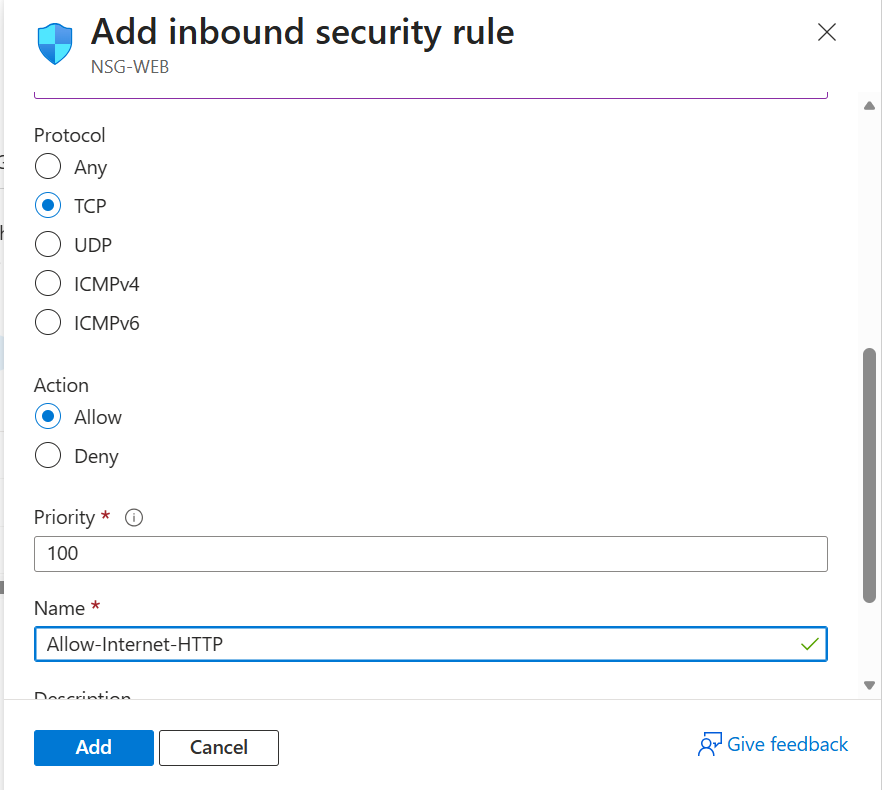 Add inbound security rule
NSG-WEB
Protocol
Any
TCP
UDP
ICMPv4
ICMPv6
Action
Allow
Deny
Priority *
100
Name *
Allow-Internet-HTTP
Description
Add
Cancel
Give feedback